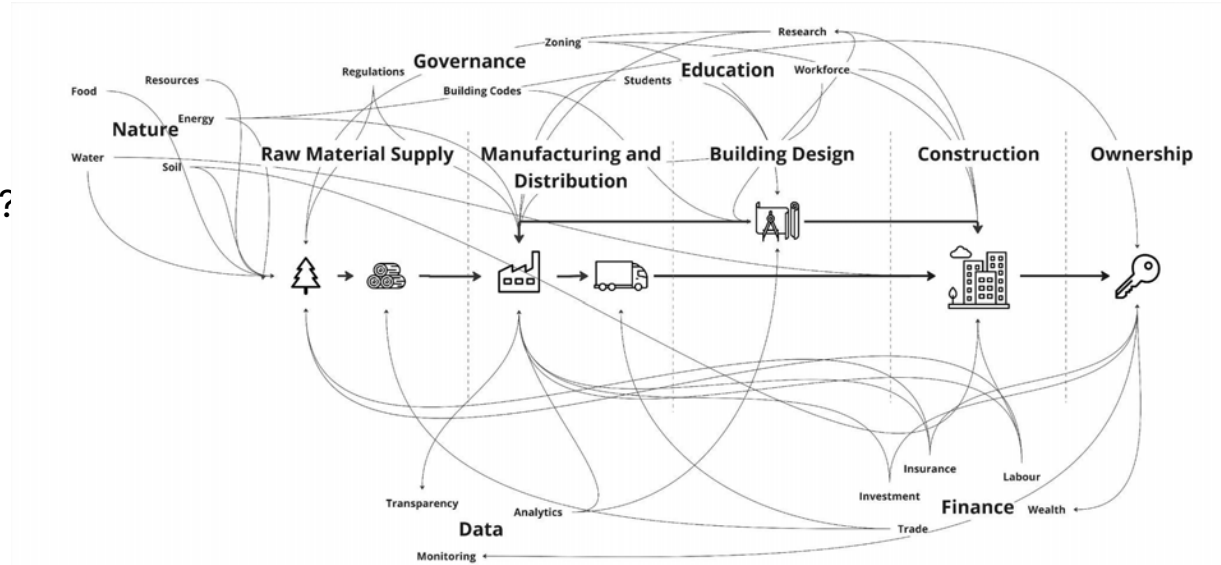 Research
Zoning
Governance
Regulations
Education
Workforce
Students
Resources
Building Codes
Food
Energy
Nature
Water
Soil
Raw Material Supply
Manufacturing and
Distribution
Building Design
Construction
Ownership
?
Insurance
Labour
Investment
Transparency
Analytics
Finance
Wealth
Data
Trade
Monitoring